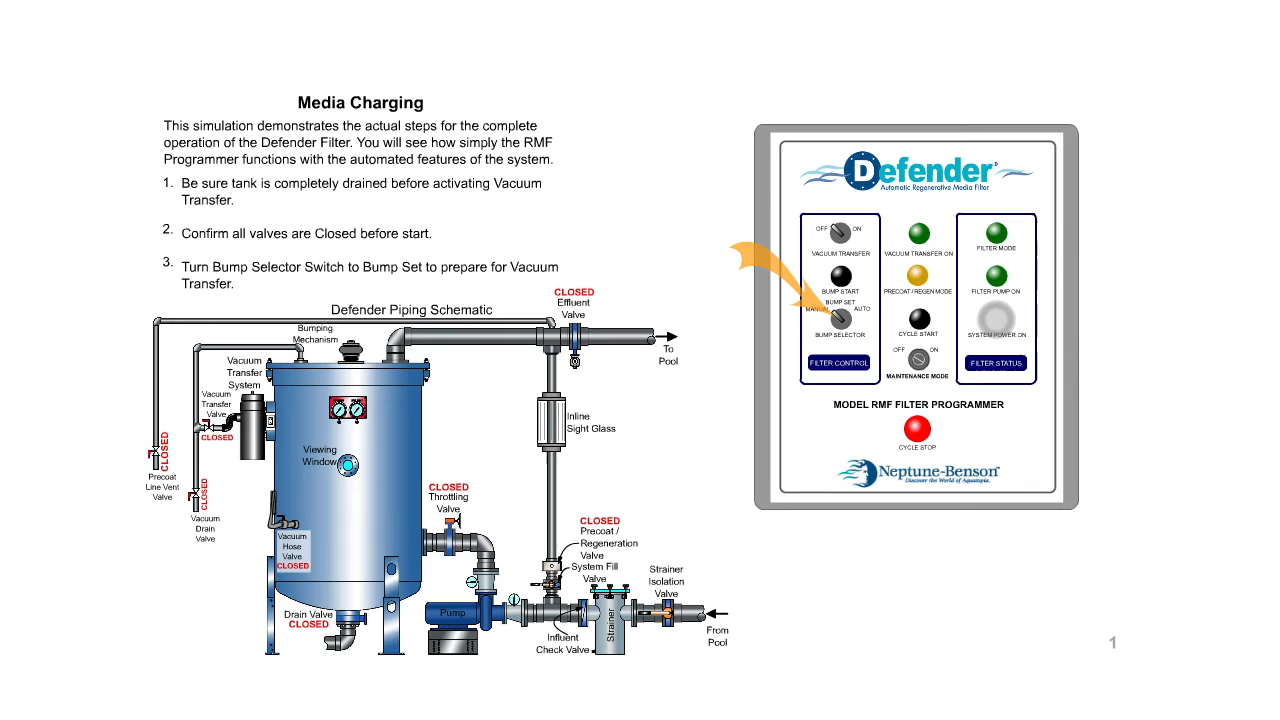 Media Charging
This simulation demonstrates the actual steps for the complete
operation of the Defender Filter. You will see how simply the RMF
Programmer functions with the automated features of the system.
1. Be sure tank is completely drained before activating Vacuum
Transfer.
2. Confirm all valves are Closed before start.
3. Turn Bump Selector Switch to Bump Set to prepare for Vacuum
Transfer.
Defender Piping Schematic
CLOSED
Effluent
Valve
Bumping
Mechanism
To
Pool
Vacuum
Transfer
System
Vacuum
Transfer
Valve
CLOSED
Inline
Sight Glass
CLOSED
Precoat
Line Vent
Valve
Viewing
Window
CLOSED
Vacuum
Drain
Valve
CLOSED
Throttling
Valve
Vacuum
Hose
Valve
CLOSED
CLOSED
Precoat /
Regeneration
Valve
System Fill
Valve
Strainer
Isolation
Valve
Drain Valve
CLOSED
Pump
Strainer
Influent
Check Valve
From
Pool
Defender
Automatic Regenerative Media Filter
OFF ON
VACUUM TRANSFER
VACUUM TRANSFER ON
FILTER MODE
BUMP START
PRECOAT / REGEN MODE
FILTER PUMP ON
BUMP SET
MANUAL AUTO
BUMP SELECTOR
CYCLE START
SYSTEM POWER ON
OFF ON
FILTER CONTROL
MAINTENANCE MODE
FILTER STATUS
MODEL RMF FILTER PROGRAMMER
CYCLE STOP
Neptune-Benson
Discover the World of Aquatopia.
1